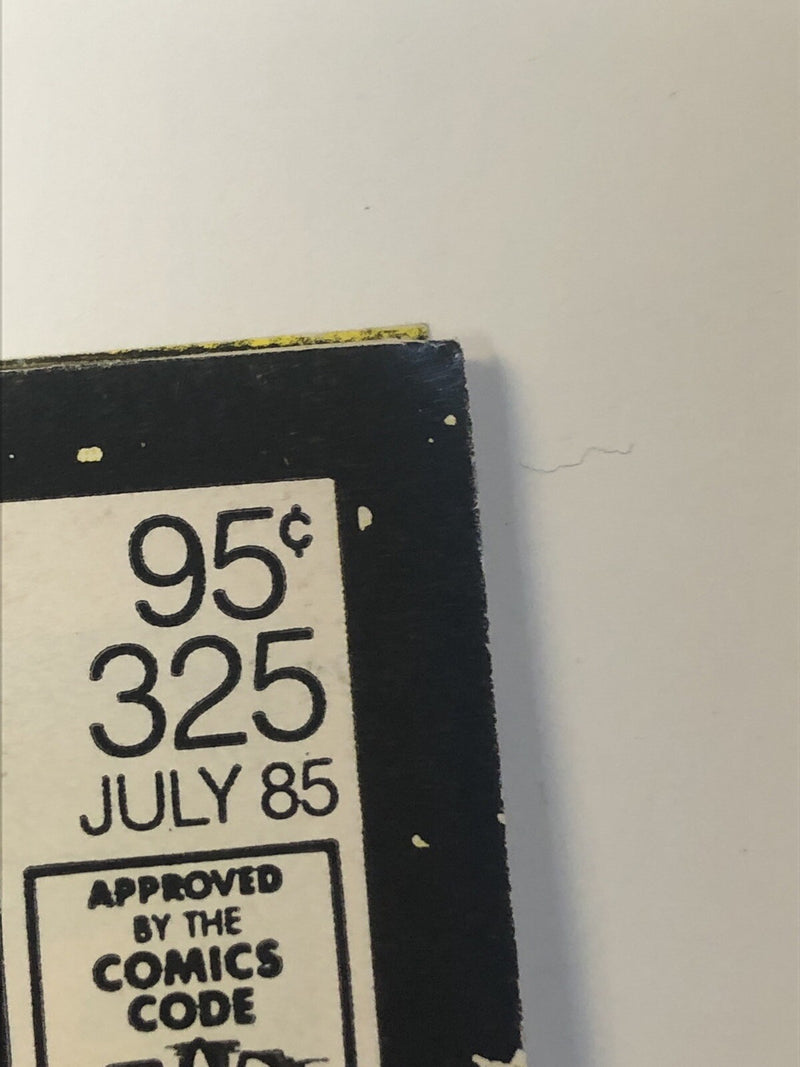 95¢
325
JULY 85
APPROVED
BY THE
COMICS
CODE